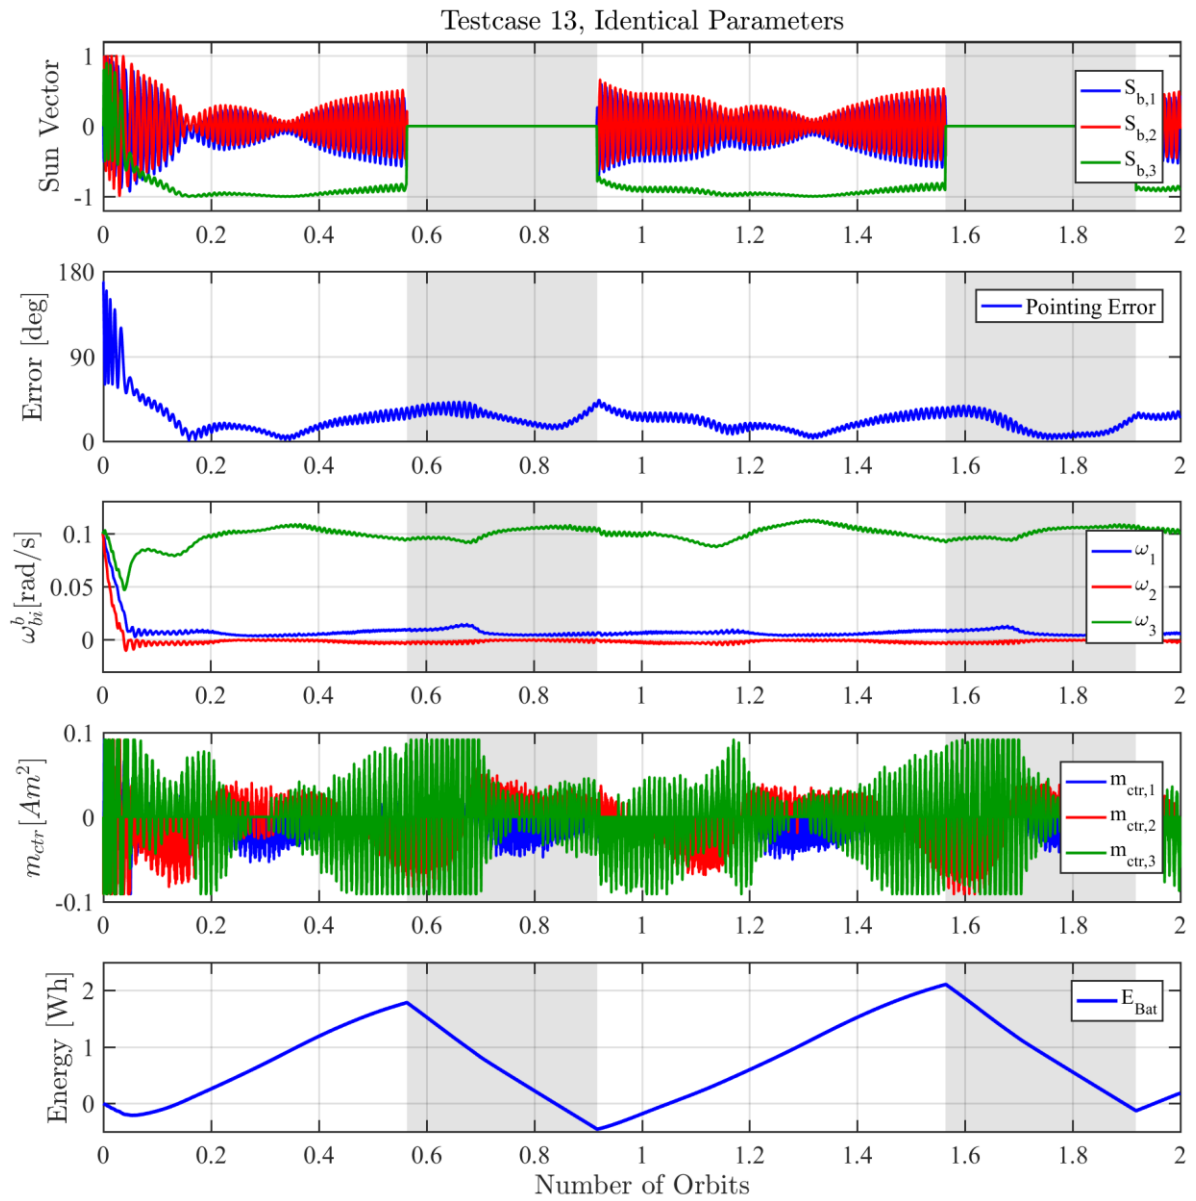 Testcase 13, Identical Parameters
Sun Vector
1
0
-1
S_b,1
S_b,2
S_b,3
0 0.2 0.4 0.6 0.8 1 1.2 1.4 1.6 1.8 2
Error [deg]
180
90
0
Pointing Error
0 0.2 0.4 0.6 0.8 1 1.2 1.4 1.6 1.8 2
ω^b_bi [rad/s]
0.1
0.05
0
ω_1
ω_2
ω_3
0 0.2 0.4 0.6 0.8 1 1.2 1.4 1.6 1.8 2
m_ctr [Am^2]
0.1
0
-0.1
m_ctr,1
m_ctr,2
m_ctr,3
0 0.2 0.4 0.6 0.8 1 1.2 1.4 1.6 1.8 2
Energy [Wh]
2
1
0
E_Bat
0 0.2 0.4 0.6 0.8 1 1.2 1.4 1.6 1.8 2
Number of Orbits